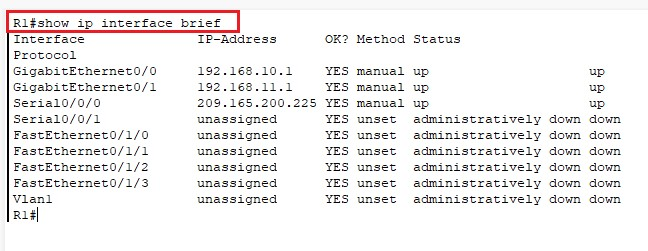 R1#show ip interface brief
Interface IP-Address OK? Method Status
Protocol
GigabitEthernet0/0 192.168.10.1 YES manual up up
GigabitEthernet0/1 192.168.11.1 YES manual up up
Serial0/0/0 209.165.200.225 YES manual up up
Serial0/0/1 unassigned YES unset administratively down down
FastEthernet0/1/0 unassigned YES unset administratively down down
FastEthernet0/1/1 unassigned YES unset administratively down down
FastEthernet0/1/2 unassigned YES unset administratively down down
FastEthernet0/1/3 unassigned YES unset administratively down down
Vlan1 unassigned YES unset administratively down down
R1#